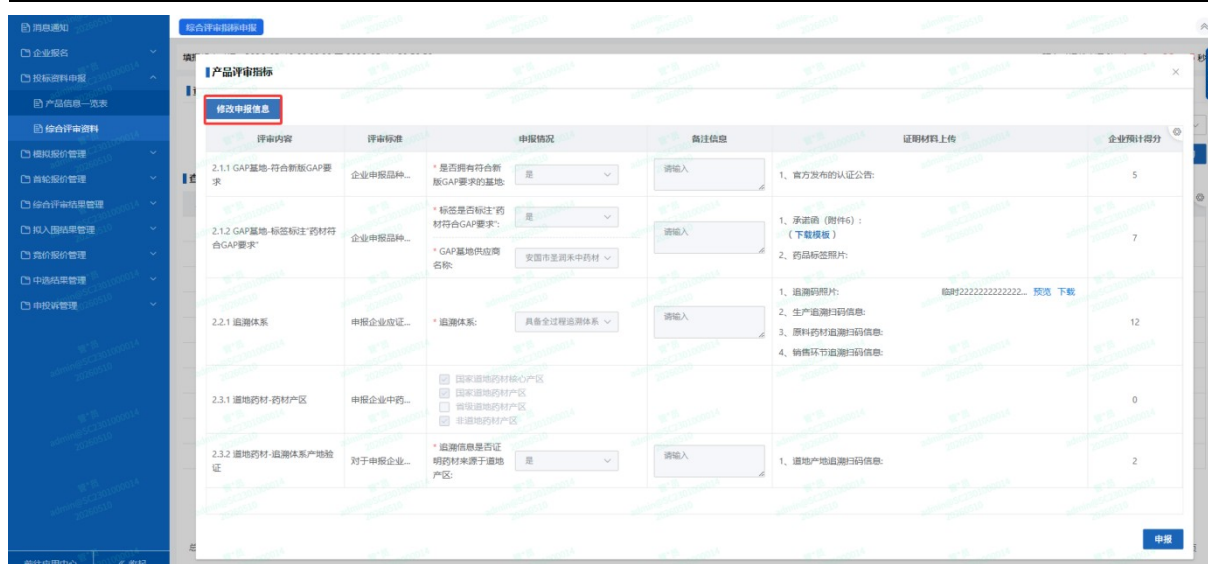 消息通知
综合评审指标申报
企业报名
投标资料申报
产品评审指标
产品信息一览表
修改申报信息
综合评审资料
评审内容
评审标准
申报情况
备注信息
证明材料上传
企业预计得分
模拟报价管理
首轮报价管理
综合评审结果管理
拟入围结果管理
竞价报价管理
中选结果管理
申投诉管理
2.1.1 GAP基地-符合新版GAP要
求
企业申报品种...
* 是否拥有符合新
版GAP要求的基地:
是
请输入
1、官方发布的认证公告:
5
2.1.2 GAP基地-标签标注"药材符
合GAP要求"
企业申报品种...
* 标签是否标注"药
材符合GAP要求":
是
* GAP基地供应商
名称:
安国市圣润禾中药材
请输入
1、承诺函（附件6）:
（下载模板）
2、药品标签照片:
7
2.2.1 追溯体系
申报企业应证...
* 追溯体系:
具备全过程追溯体系
请输入
1、追溯码照片:
临时2222222222222... 预览 下载
2、生产追溯扫码信息:
3、原料药材追溯扫码信息:
4、销售环节追溯扫码信息:
12
2.3.1 道地药材-药材产区
申报企业中药...
国家道地药材核心产区
国家道地药材产区
省级道地药材产区
非道地药材产区
0
2.3.2 道地药材-追溯体系产地验
证
对于申报企业...
* 追溯信息是否证
明药材来源于道地
产区:
是
请输入
1、道地产地追溯扫码信息:
2
申报